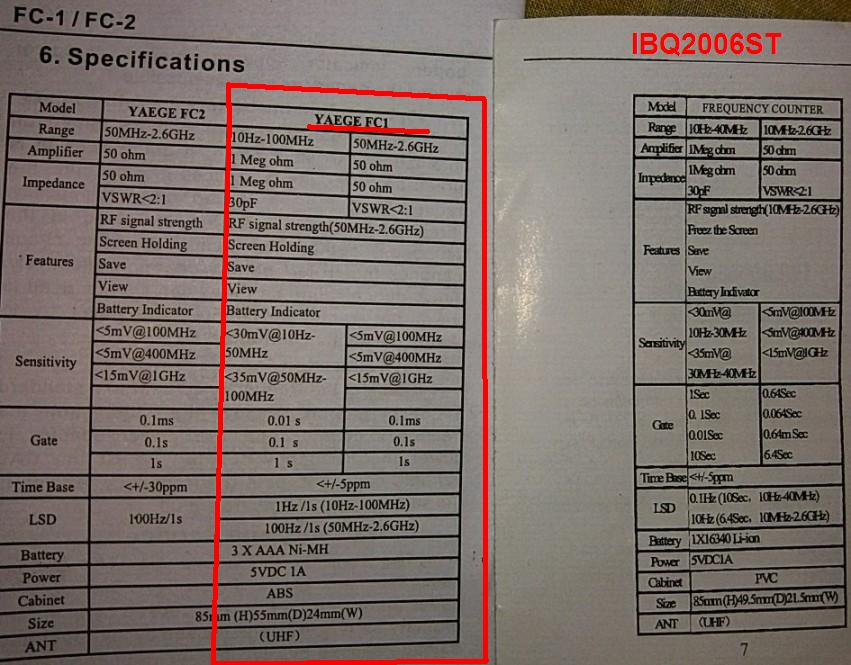 FC-1 / FC-2
6. Specifications
Model YAEGE FC2 YAEGE FC1
Range 50MHz-2.6GHz 10Hz-100MHz 50MHz-2.6GHz
Amplifier 50 ohm 1 Meg ohm 50 ohm
Impedance 50 ohm 1 Meg ohm 50 ohm
VSWR<2:1 30pF VSWR<2:1
Features RF signal strength RF signal strength(50MHz-2.6GHz)
Screen Holding Screen Holding
Save Save
View View
Battery Indicator Battery Indicator
Sensitivity <5mV@100MHz <30mV@10Hz-50MHz <5mV@100MHz
<5mV@400MHz <5mV@400MHz
<15mV@1GHz <35mV@50MHz-100MHz <15mV@1GHz
Gate 0.1ms 0.01 s 0.1ms
0.1s 0.1 s 0.1s
1s 1 s 1s
Time Base <+/-30ppm <+/-5ppm
LSD 100Hz/1s 1Hz /1s (10Hz-100MHz)
100Hz /1s (50MHz-2.6GHz)
Battery 3 X AAA Ni-MH
Power 5VDC 1A
Cabinet ABS
Size 85mm (H)55mm(D)24mm(W)
ANT (UHF)
IBQ2006ST
Model FREQUENCY COUNTER
Range 10Hz-40MHz 10MHz-2.6GHz
Amplifier 1Meg ohm 50 ohm
Impedance 1Meg ohm 50 ohm
30pF VSWR<2:1
Features RF signal strength(10MHz-2.6GHz)
Freez the Screen
Save
View
Battery Indivator
Sensitivity <30mV@ <5mV@100MHz
10Hz-30MHz <5mV@400MHz
<35mV@ <15mV@1GHz
30MHz-40MHz
Gate 1Sec 0.64Sec
0. 1Sec 0.064Sec
0.01Sec 0.64m Sec
10Sec 6.4Sec
Time Base <+/-5ppm
LSD 0.1Hz (10Sec, 10Hz-40MHz)
10Hz (6.4Sec, 10MHz-2.6GHz)
Battery 1X16340 Li-ion
Power 5VDC1A
Cabinet PVC
Size 85mm(H)49.5mm(D)21.5mm(W)
ANT (UHF)
7